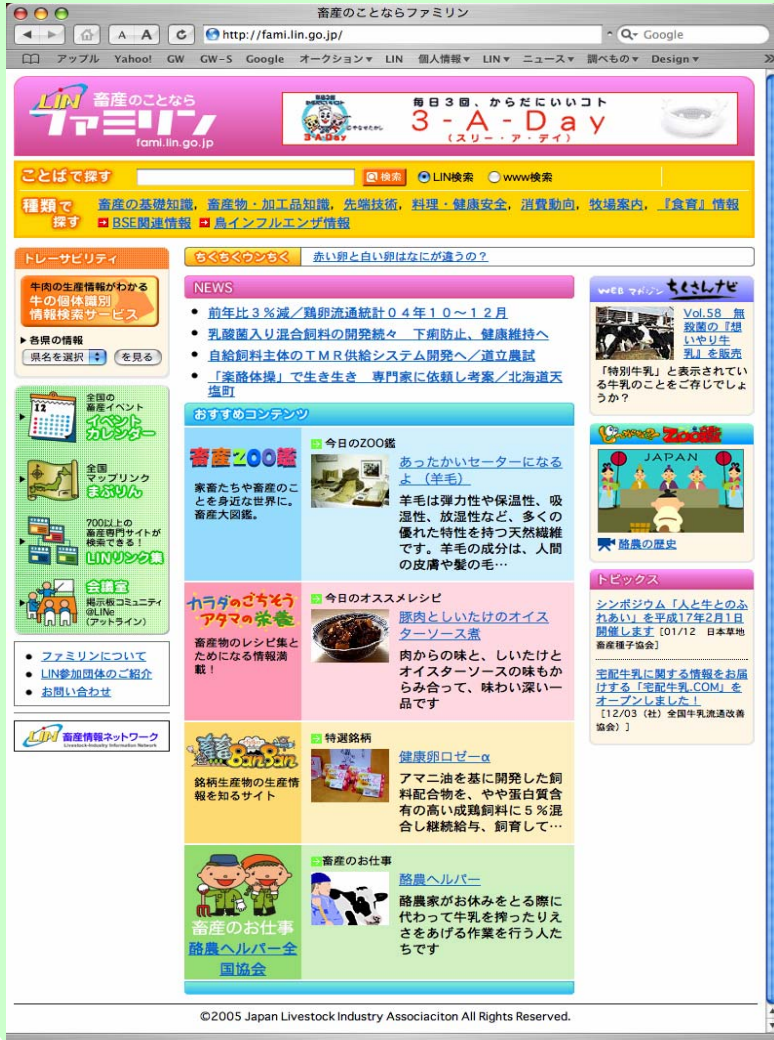 畜産のことならファミリン
A A
http://fami.lin.go.jp/
Google
アップル Yahoo! GW GW-S Google オークション▼ LIN 個人情報▼ LIN▼ ニュース▼ 調べもの▼ Design▼
LIN 畜産のことなら
ファミリン
fami.lin.go.jp
3-A-Day
©やなせたかし
毎日3回、からだにいいコト
3-A-Day
(スリー・ア・デイ)
ことばで探す 検索 LIN検索 www検索
種類で
探す
畜産の基礎知識, 畜産物・加工品知識, 先端技術, 料理・健康安全, 消費動向, 牧場案内, 『食育』情報
BSE関連情報 鳥インフルエンザ情報
トレーサビリティ
牛肉の生産情報がわかる
牛の個体識別
情報検索サービス
▶各県の情報
県名を選択 を見る
12
全国の
畜産イベント
イベント
カレンダー
全国
マップリンク
まぷりん
700以上の
畜産専門サイトが
検索できる!
LINリンク集
会議室
掲示板コミュニティ
@LINe
(アットライン)
• ファミリンについて
• LIN参加団体のご紹介
• お問い合わせ
LIN 畜産情報ネットワーク
Livestock Industry Information Network
ちくちくウンちく 赤い卵と白い卵はなにが違うの?
NEWS
• 前年比3%減/鶏卵流通統計04年10~12月
• 乳酸菌入り混合飼料の開発続々 下痢防止、健康維持へ
• 自給飼料主体のTMR供給システム開発へ/道立農試
• 「楽酪体操」で生き生き 専門家に依頼し考案/北海道天
塩町
おすすめコンテンツ
畜産ZOO鑑
家畜たちや畜産のこ
とを身近な世界に。
畜産大図鑑。
今日のZOO鑑
あったかいセーターになる
よ (羊毛)
羊毛は弾力性や保温性、吸
湿性、放湿性など、多くの
優れた特性を持つ天然繊維
です。羊毛の成分は、人間
の皮膚や髪の毛…
カラダのごちそう
アタマの栄養
畜産物のレシピ集と
ためになる情報満
載!
今日のオススメレシピ
豚肉としいたけのオイス
ターソース煮
肉からの味と、しいたけと
オイスターソースの味もか
らみ合って、味わい深い一
品です
BanBan
銘柄生産物の生産情
報を知るサイト
特選銘柄
健康卵ロゼーα
アマニ油を基に開発した飼
料配合物を、やや蛋白質含
有の高い成鶏飼料に5%混
合し継続給与、飼育して…
畜産のお仕事
酪農ヘルパー全
国協会
畜産のお仕事
酪農ヘルパー
酪農家がお休みをとる際に
代わって牛乳を搾ったりえ
さをあげる作業を行う人た
ちです
WEB マガジン ちくさんナビ
Vol.58 無
殺菌の『想
いやり牛
乳』を販売
「特別牛乳」と表示されてい
る牛乳のことをご存じでしょ
うか?
Zoo鑑
JAPAN
酪農の歴史
トピックス
シンポジウム「人と牛とのふ
れあい」を平成17年2月1日
開催します [01/12 日本草地
畜産種子協会]
宅配牛乳に関する情報をお届
けする「宅配牛乳.COM」を
オープンしました!
[12/03 (社) 全国牛乳流通改善
協会)]
©2005 Japan Livestock Industry Associaciton All Rights Reserved.